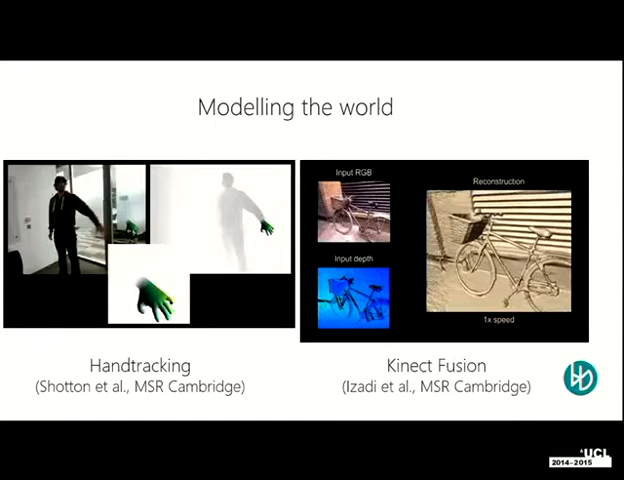 Modelling the world
Input RGB
Reconstruction
Input depth
1x speed
Handtracking
(Shotton et al., MSR Cambridge)
Kinect Fusion
(Izadi et al., MSR Cambridge)
UCL
2014-2015